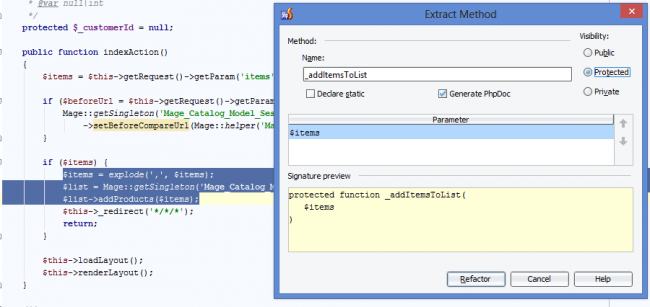 * @var null|int
*/
protected $_customerId = null;
public function indexAction()
{
$items = $this->getRequest()->getParam('items'
if ($beforeUrl = $this->getRequest()->getParam
Mage::getSingleton('Mage_Catalog_Model_Ses
->setBeforeCompareUrl(Mage::helper('Ma
}
if ($items) {
$items = explode(',', $items);
$list = Mage::getSingleton('Mage_Catalog_M
$list->addProducts($items);
$this->_redirect('*/*/*');
return;
}
$this->loadLayout();
$this->renderLayout();
}
Extract Method
Method:
Name:
_addItemsToList
Declare static
Generate PhpDoc
Visibility:
Public
Protected
Private
Parameter
$items
Signature preview
protected function _addItemsToList(
$items
)
Refactor
Cancel
Help